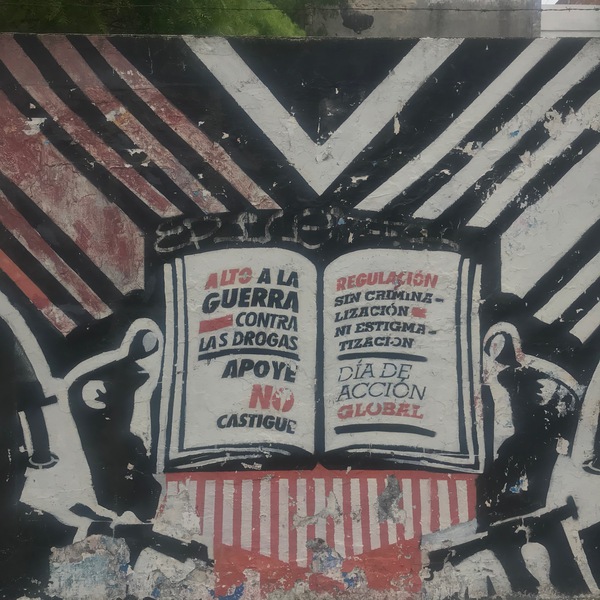 ALTO A LA
GUERRA
CONTRA
LAS DROGAS
APOYE
NO
CASTIGUE
REGULACIÓN
SIN CRIMINA-
LIZACIÓN
NI ESTIGMA-
TIZACIÓN
DÍA DE
ACCIÓN
GLOBAL